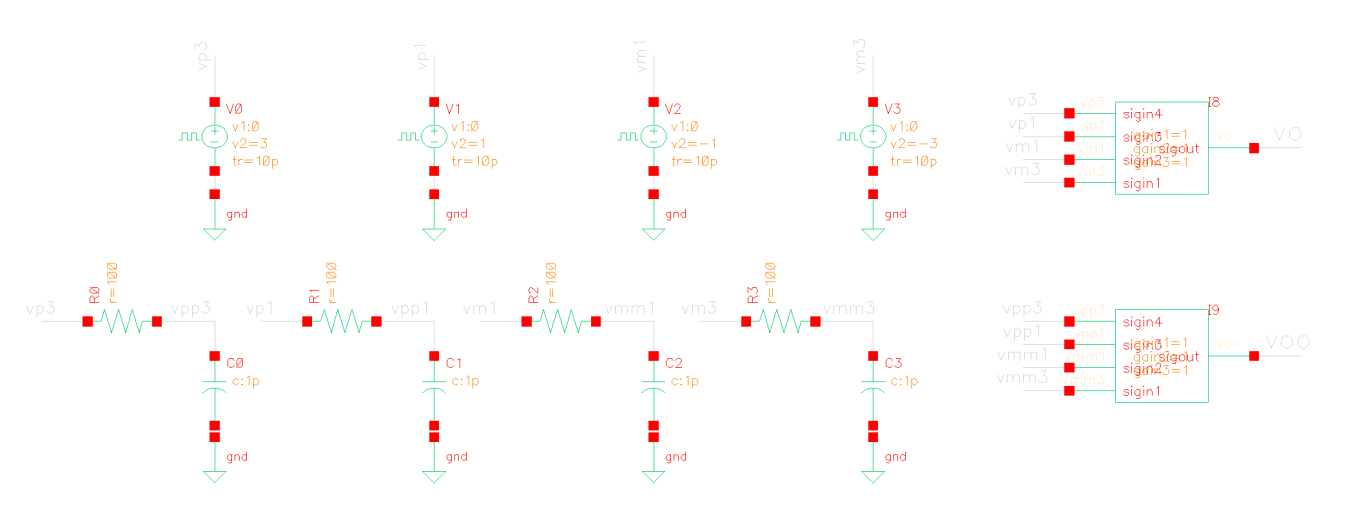 vp3
V0
v1:0
v2=3
tr=10p
gnd
vp1
V1
v1:0
v2=1
tr=10p
gnd
vm1
V2
v1:0
v2=-1
tr=10p
gnd
vm3
V3
v1:0
v2=-3
tr=10p
gnd
I8
vp3 vp3 sigin4
vp1 vp1 sigin3
vm1 vm1 sigin2
vm3 vm3 sigin1
gain1=1
gain3=1
sigout vo VO
vp3 R0 r=100 vpp3
C0
c:1p
gnd
vp1 R1 r=100 vpp1
C1
c:1p
gnd
vm1 R2 r=100 vmm1
C2
c:1p
gnd
vm3 R3 r=100 vmm3
C3
c:1p
gnd
I9
vpp3 vpp3 sigin4
vpp1 vpp1 sigin3
vmm1 vmm1 sigin2
vmm3 vmm3 sigin1
gain1=1
gain3=1
sigout voo VOO